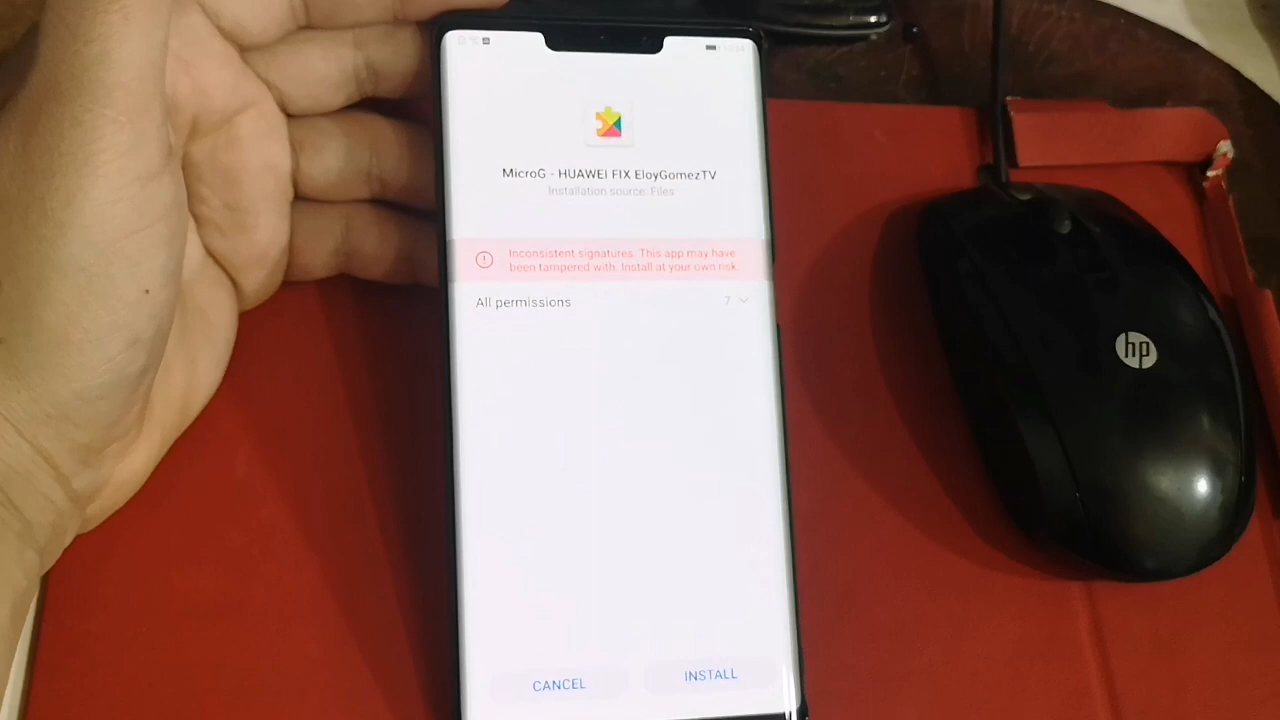 MicroG - HUAWEI FIX EloyGomezTV
Installation source: Files
Inconsistent signatures. This app may have
been tampered with. Install at your own risk.
All permissions 7
CANCEL INSTALL
hp